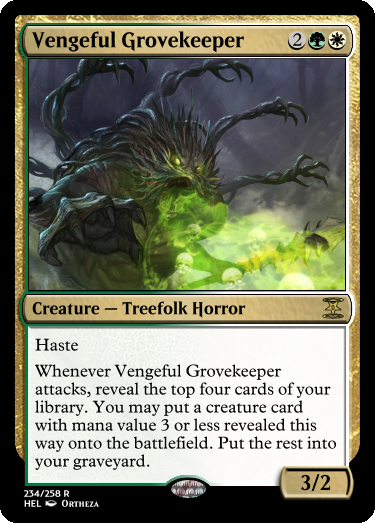 Vengeful Grovekeeper 2
Creature — Treefolk Horror
Haste
Whenever Vengeful Grovekeeper
attacks, reveal the top four cards of your
library. You may put a creature card
with mana value 3 or less revealed this
way onto the battlefield. Put the rest into
your graveyard.
3/2
234/258 R
HEL Ortheza